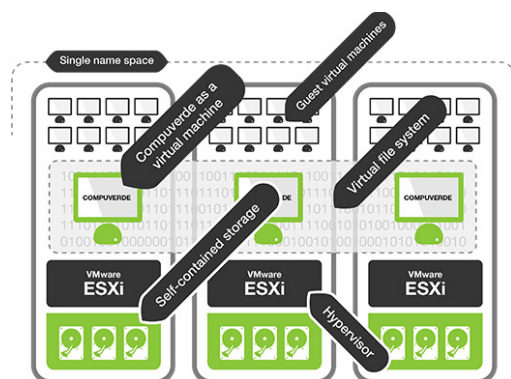 Single name space
Guest virtual machines
Compuverde as a
virtual machine
Virtual file system
COMPUVERDE
DE
COMPUVERDE
Self-contained storage
VMware
ESXi
VMware
ESXi
VMware
ESXi
Hypervisor